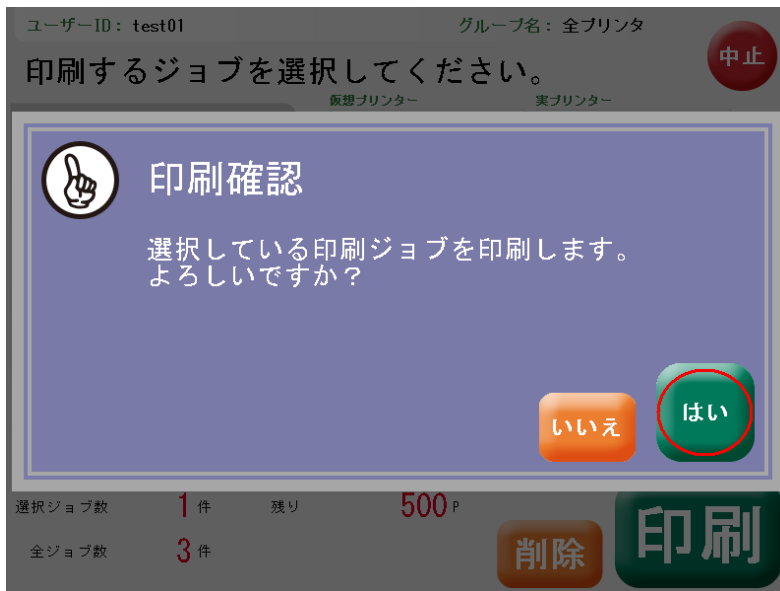 ユーザーID： test01 グループ名： 全プリンタ
印刷するジョブを選択してください。
中止
仮想プリンター 実プリンター
印刷確認
選択している印刷ジョブを印刷します。
よろしいですか？
いいえ はい
選択ジョブ数 1 件 残り 500 P
全ジョブ数 3 件
削除 印刷